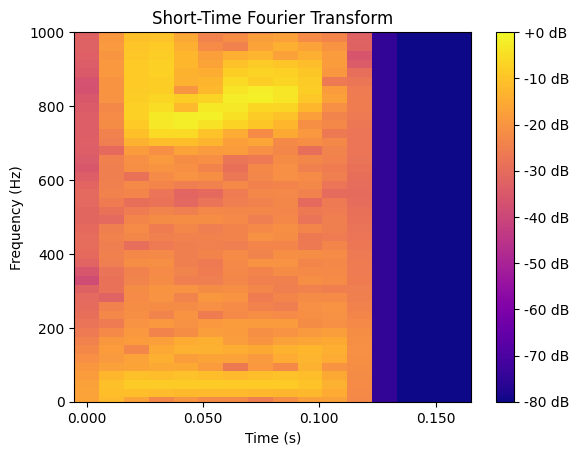 Short-Time Fourier Transform
1000
800
600
400
200
0
Frequency (Hz)
0.000
0.050
0.100
0.150
Time (s)
+0 dB
-10 dB
-20 dB
-30 dB
-40 dB
-50 dB
-60 dB
-70 dB
-80 dB